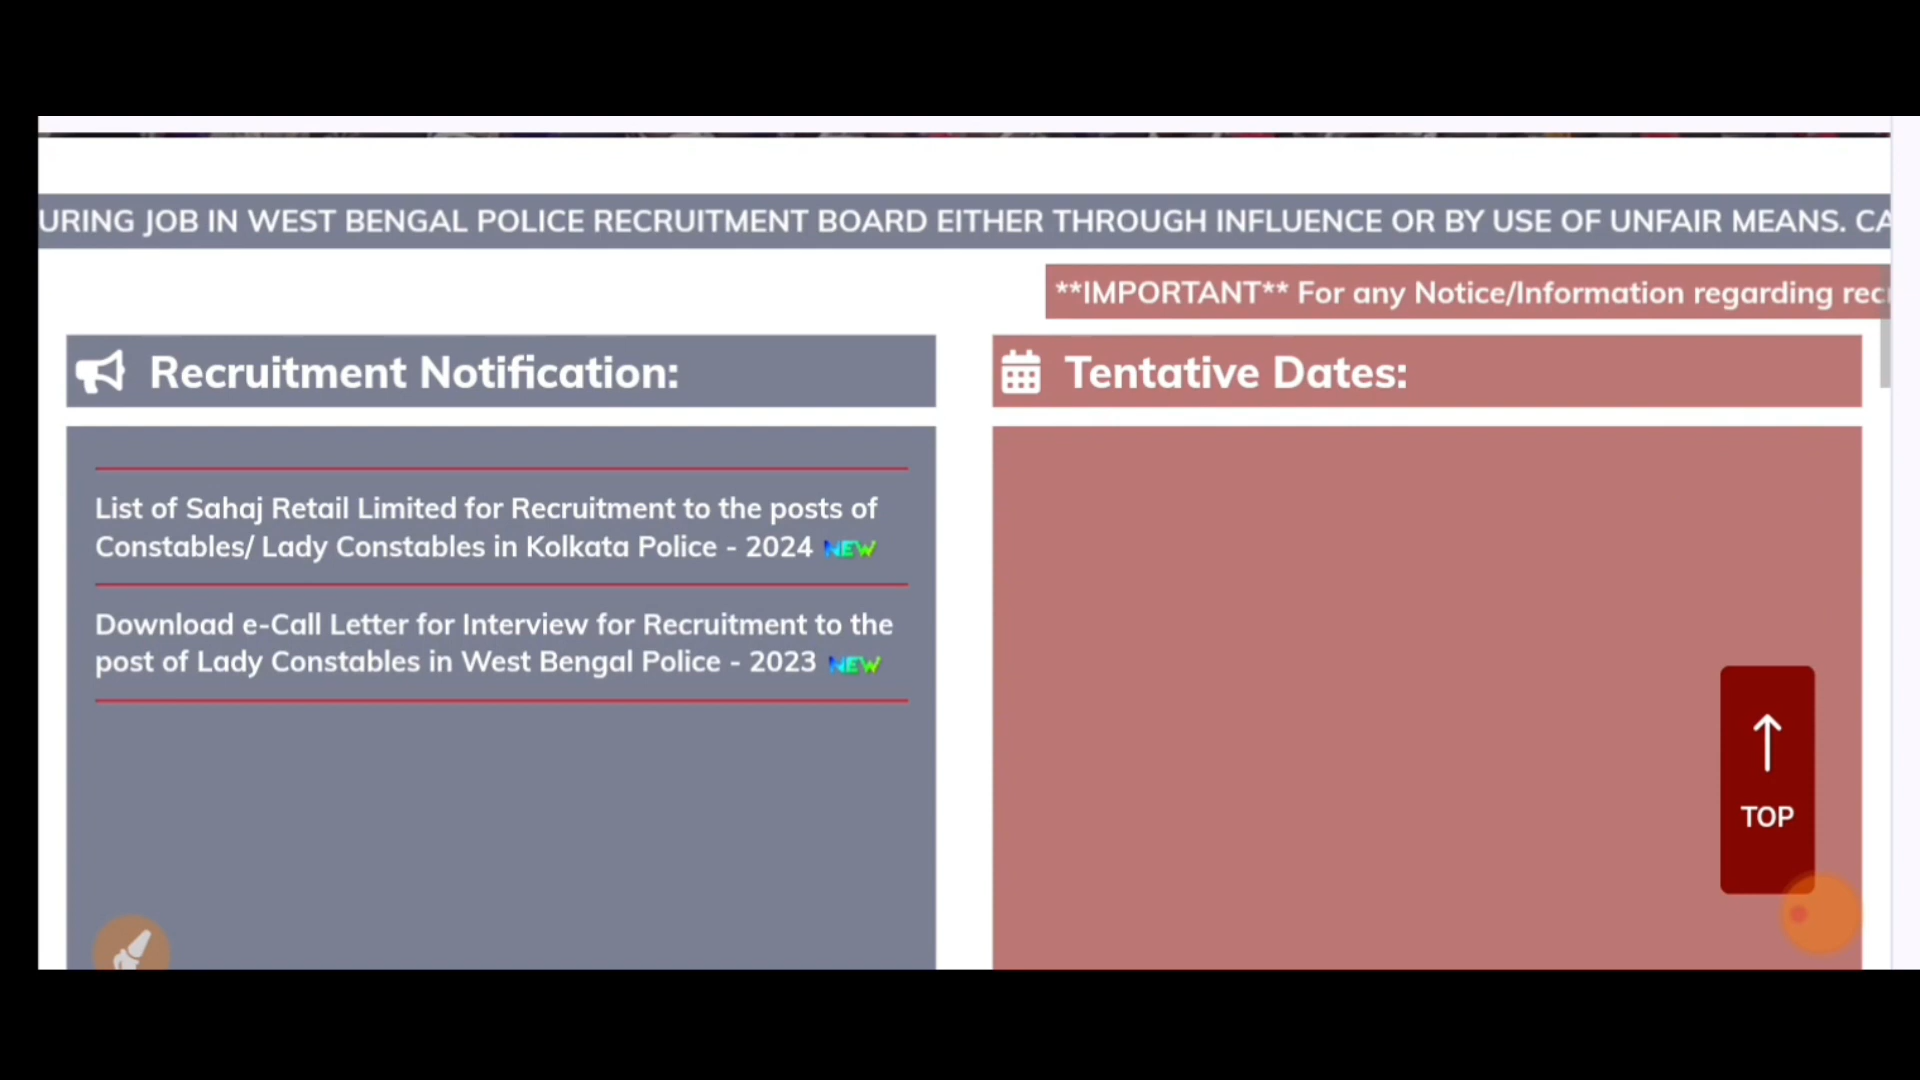 URING JOB IN WEST BENGAL POLICE RECRUITMENT BOARD EITHER THROUGH INFLUENCE OR BY USE OF UNFAIR MEANS. CA
**IMPORTANT** For any Notice/Information regarding rec
Recruitment Notification:
List of Sahaj Retail Limited for Recruitment to the posts of
Constables/ Lady Constables in Kolkata Police - 2024 NEW
Download e-Call Letter for Interview for Recruitment to the
post of Lady Constables in West Bengal Police - 2023 NEW
Tentative Dates:
TOP